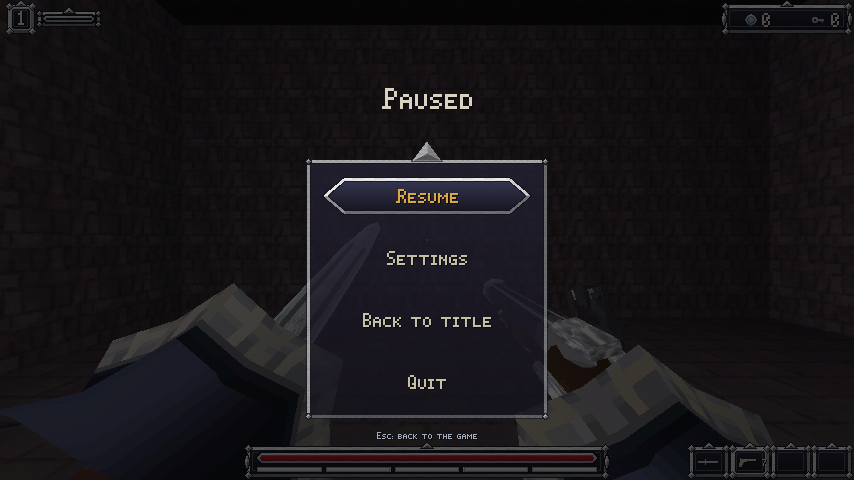 1
0 0
Paused
Resume
Settings
Back to title
Quit
Esc: back to the game